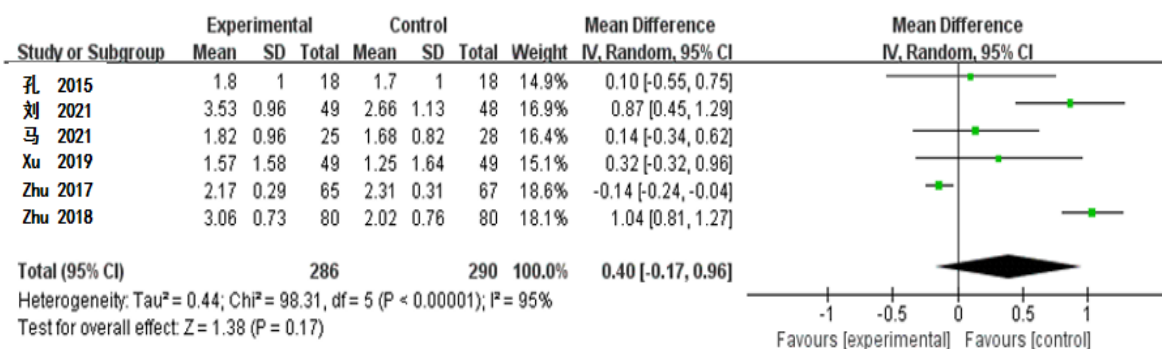 Experimental Control Mean Difference Mean Difference
Study or Subgroup Mean SD Total Mean SD Total Weight IV, Random, 95% CI IV, Random, 95% CI
孔 2015 1.8 1 18 1.7 1 18 14.9% 0.10 [-0.55, 0.75]
刘 2021 3.53 0.96 49 2.66 1.13 48 16.9% 0.87 [0.45, 1.29]
马 2021 1.82 0.96 25 1.68 0.82 28 16.4% 0.14 [-0.34, 0.62]
Xu 2019 1.57 1.58 49 1.25 1.64 49 15.1% 0.32 [-0.32, 0.96]
Zhu 2017 2.17 0.29 65 2.31 0.31 67 18.6% -0.14 [-0.24, -0.04]
Zhu 2018 3.06 0.73 80 2.02 0.76 80 18.1% 1.04 [0.81, 1.27]
Total (95% CI) 286 290 100.0% 0.40 [-0.17, 0.96]
Heterogeneity: Tau² = 0.44; Chi² = 98.31, df = 5 (P < 0.00001); I² = 95%
Test for overall effect: Z = 1.38 (P = 0.17)
-1 -0.5 0 0.5 1
Favours [experimental] Favours [control]